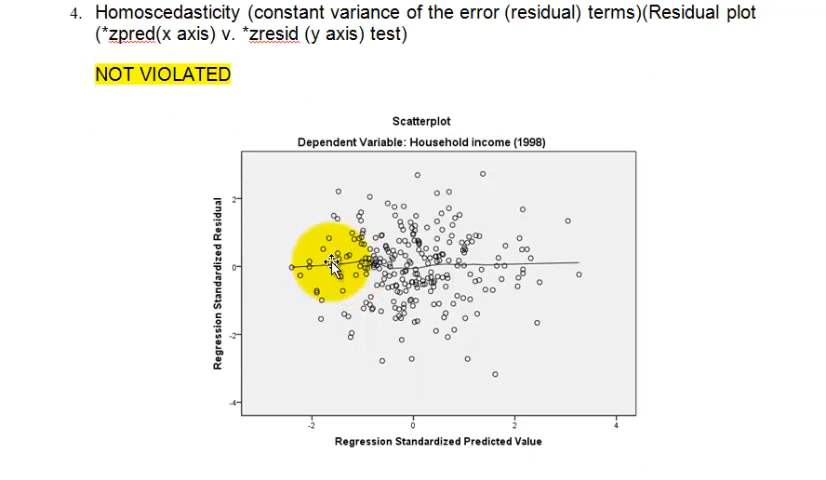 4. Homoscedasticity (constant variance of the error (residual) terms)(Residual plot
(*zpred(x axis) v. *zresid (y axis) test)
NOT VIOLATED
Scatterplot
Dependent Variable: Household income (1998)
Regression Standardized Residual
2
0
-2
-4
-2 0 2 4
Regression Standardized Predicted Value